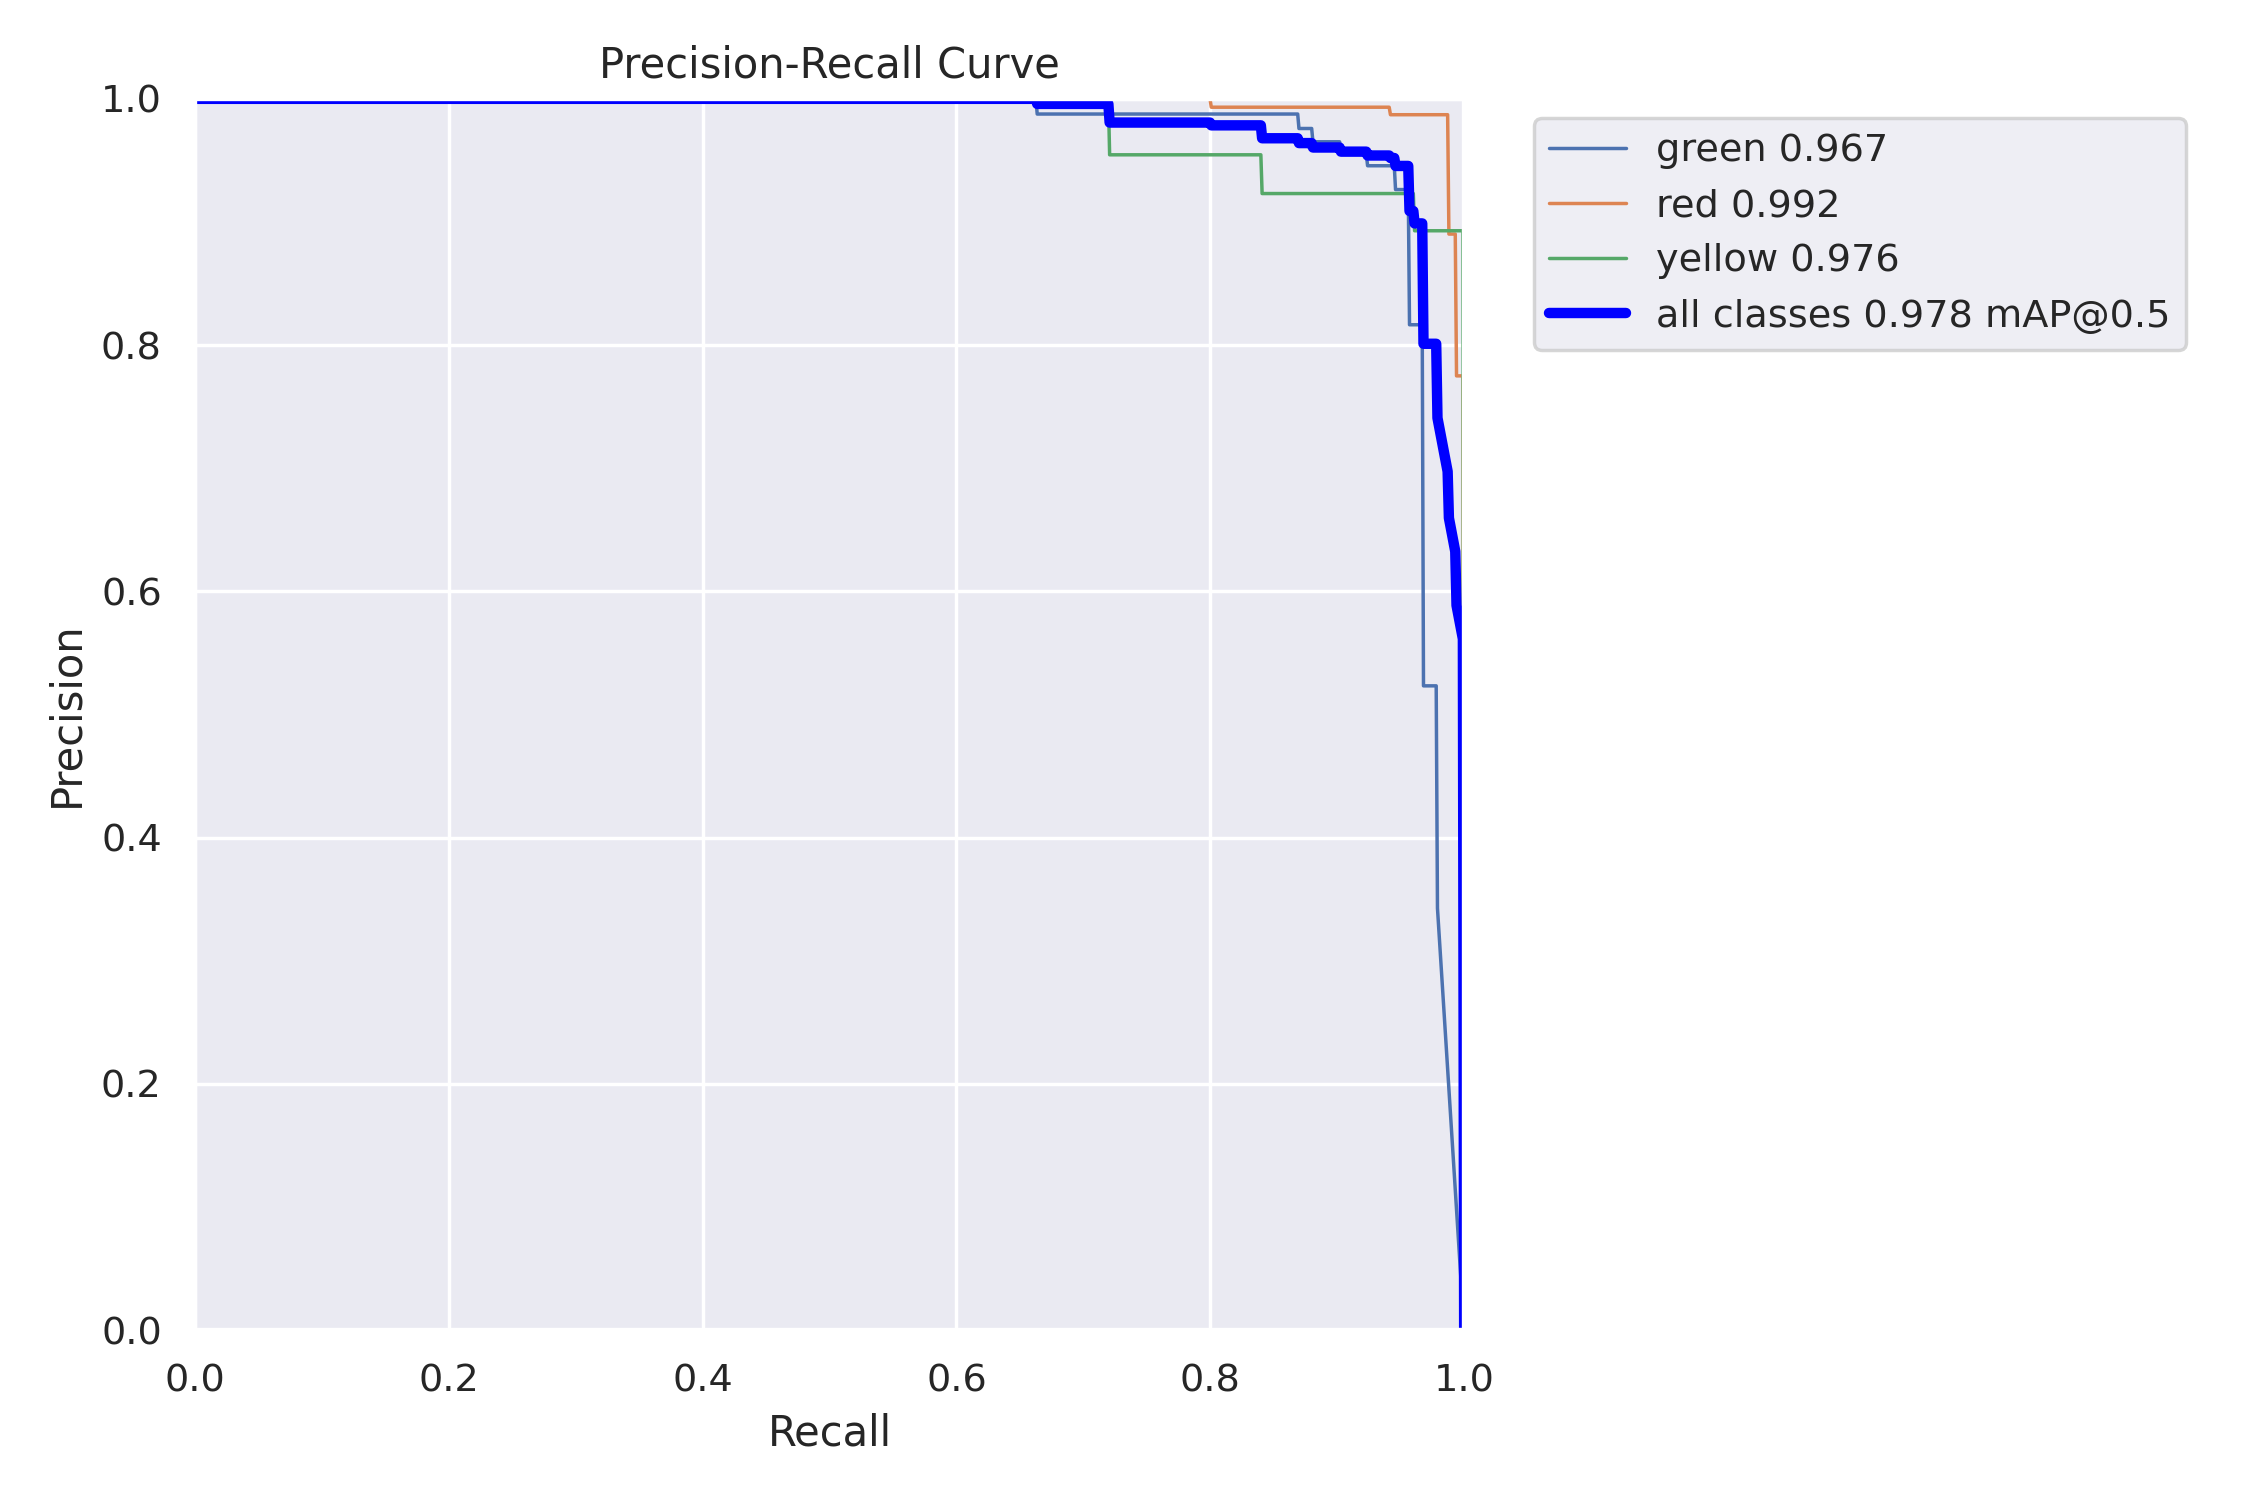 Precision-Recall Curve
1.0
0.8
0.6
0.4
0.2
0.0
Precision
0.0 0.2 0.4 0.6 0.8 1.0
Recall
green 0.967
red 0.992
yellow 0.976
all classes 0.978 mAP@0.5